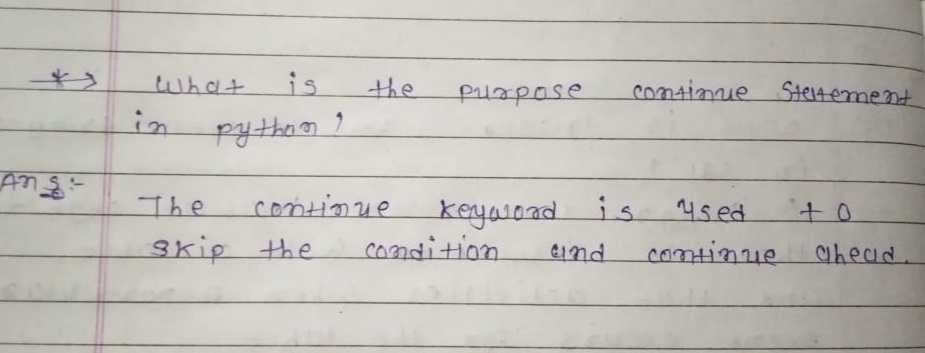 * → What is the purpose continue Statement
in python?
Ans:- The continue keyword is used to
skip the condition and continue ahead.